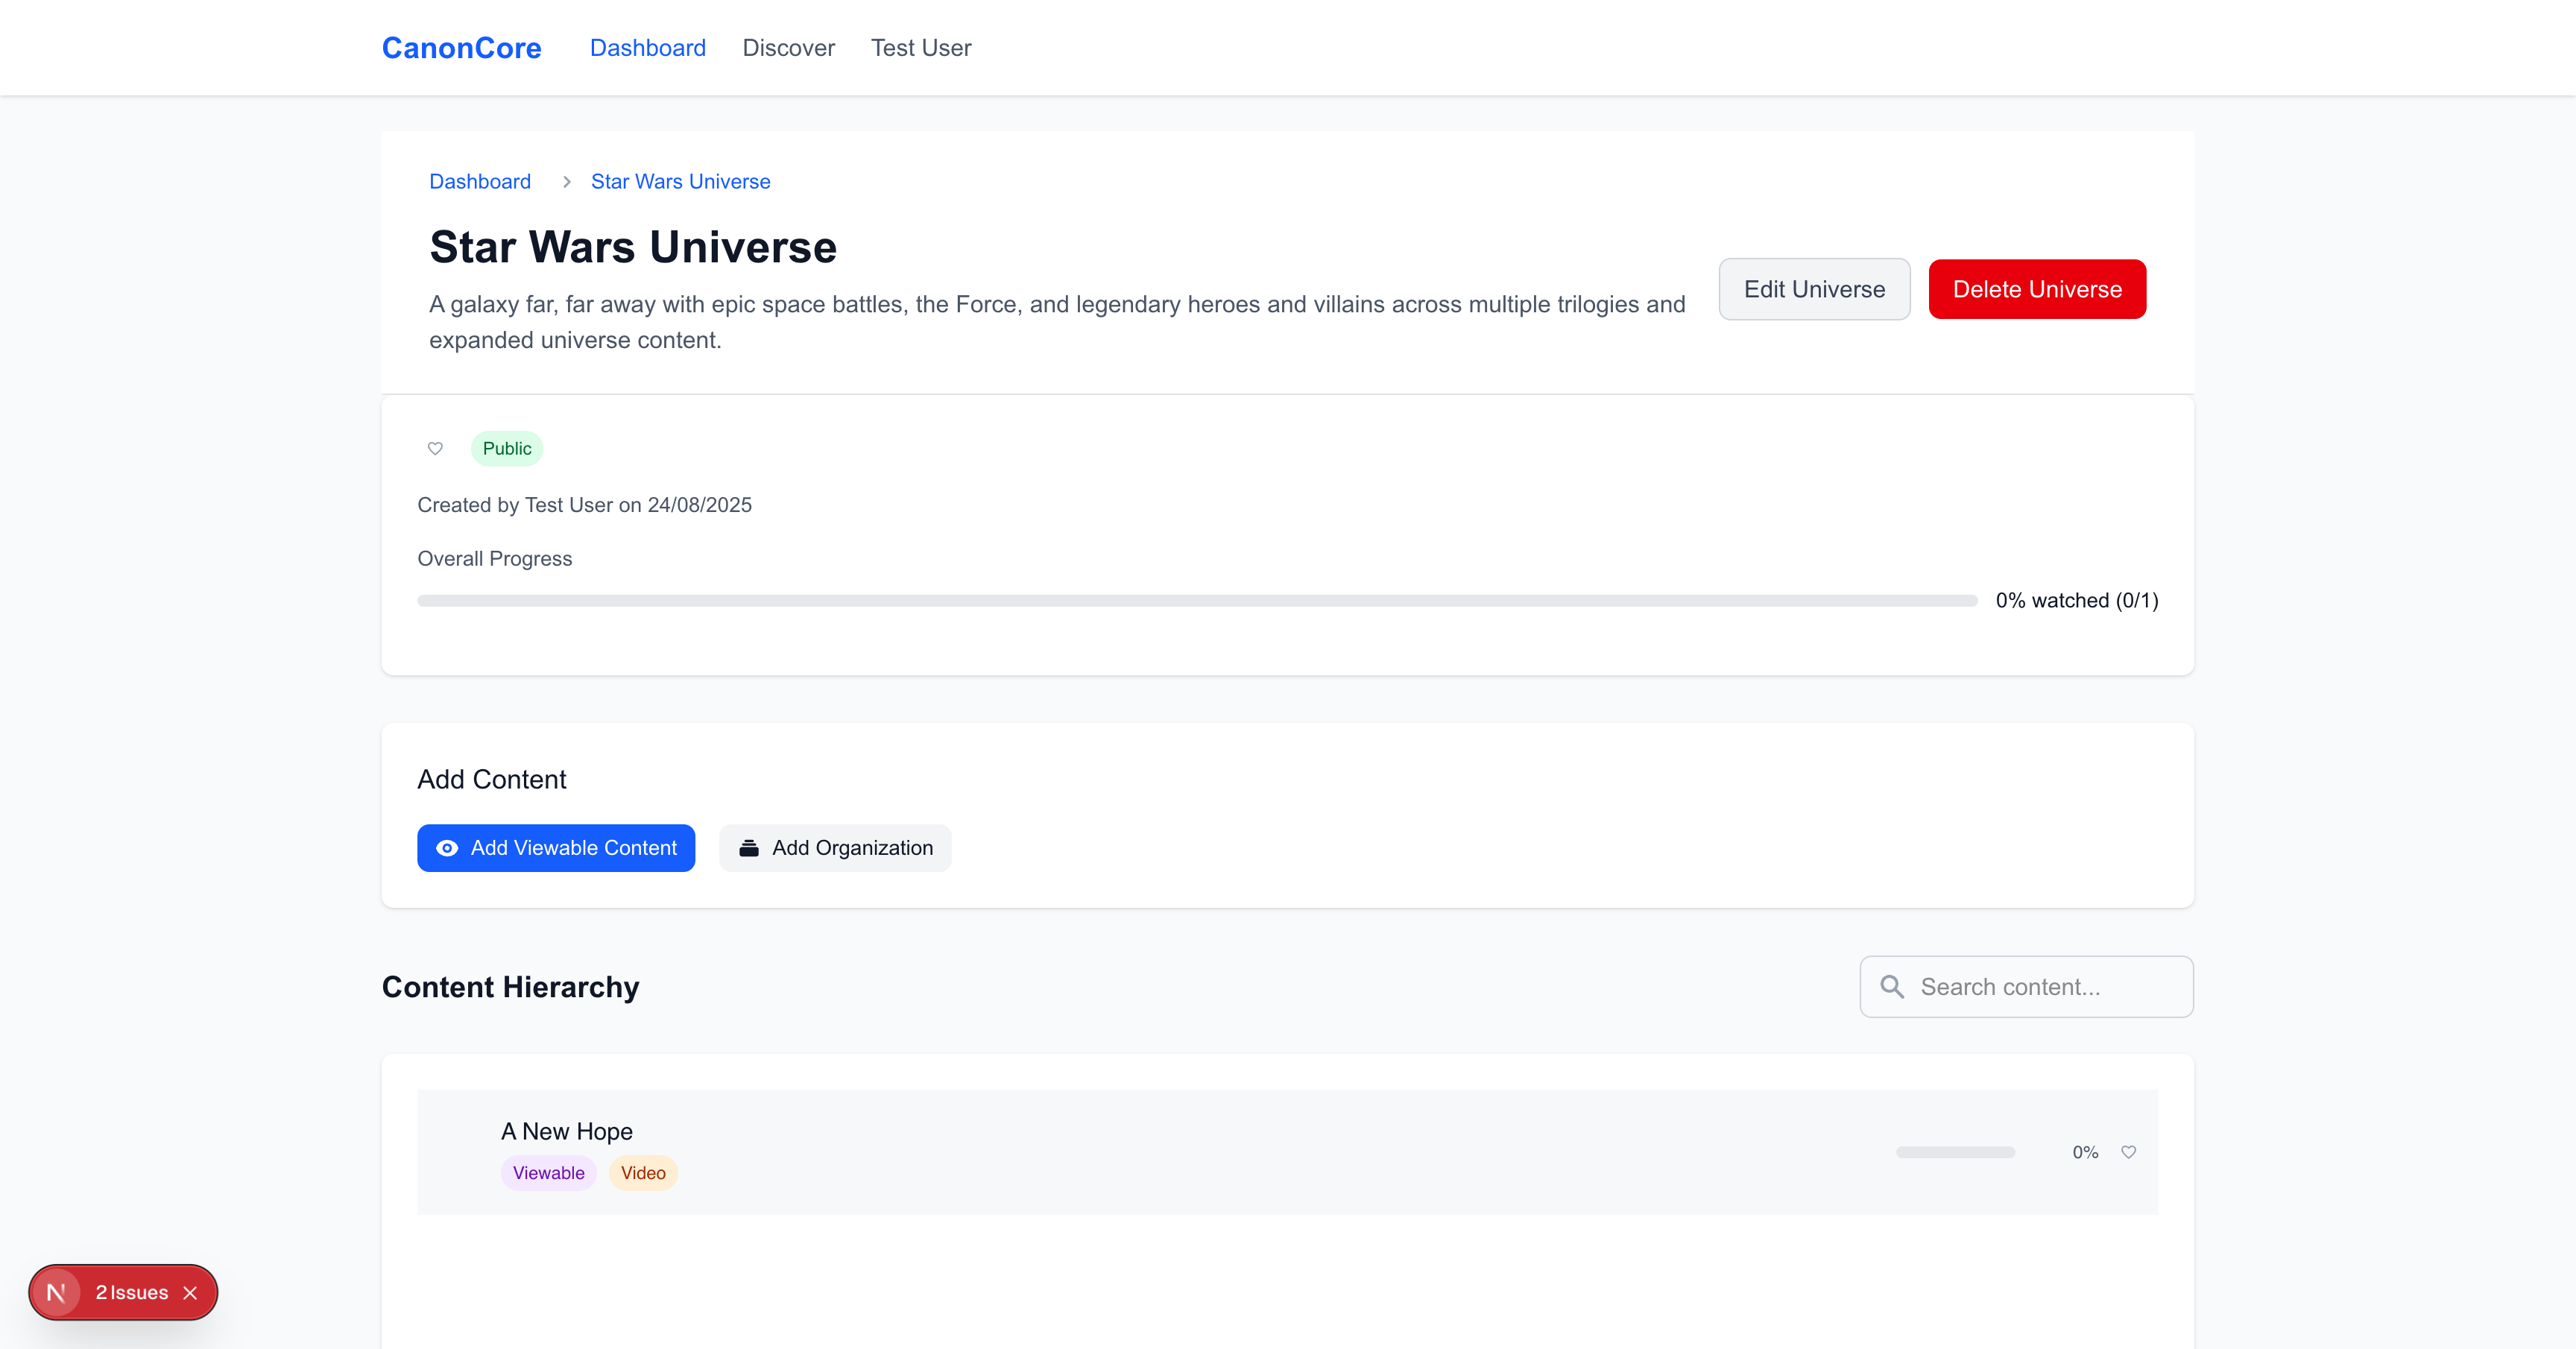 CanonCore Dashboard Discover Test User
Dashboard Star Wars Universe
Star Wars Universe
A galaxy far, far away with epic space battles, the Force, and legendary heroes and villains across multiple trilogies and
expanded universe content.
Edit Universe Delete Universe
Public
Created by Test User on 24/08/2025
Overall Progress
0% watched (0/1)
Add Content
Add Viewable Content Add Organization
Content Hierarchy
Search content...
A New Hope
Viewable Video
0%
N 2 Issues